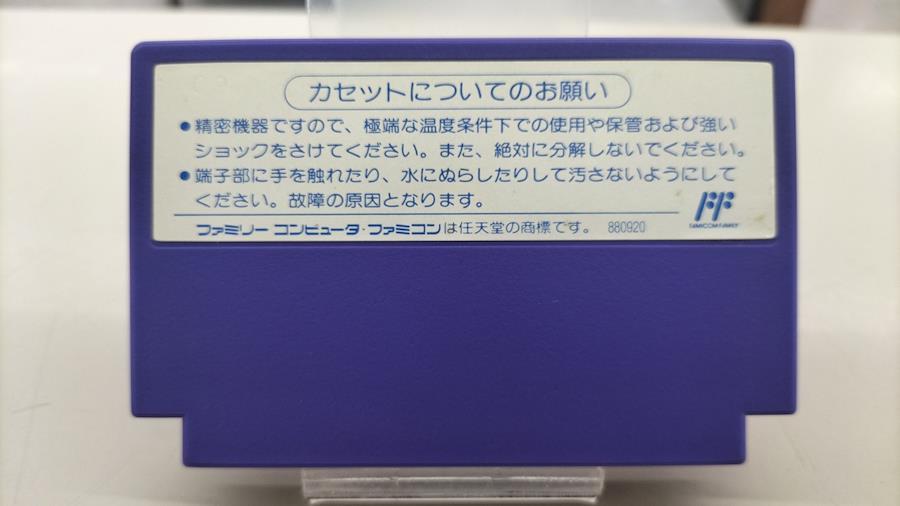 カセットについてのお願い
●精密機器ですので、極端な温度条件下での使用や保管および強い
ショックをさけてください。また、絶対に分解しないでください。
●端子部に手を触れたり、水にぬらしたりして汚さないようにして
ください。故障の原因となります。
FF
FAMICOM FAMILY
ファミリー コンピュータ・ファミコンは任天堂の商標です。 880920